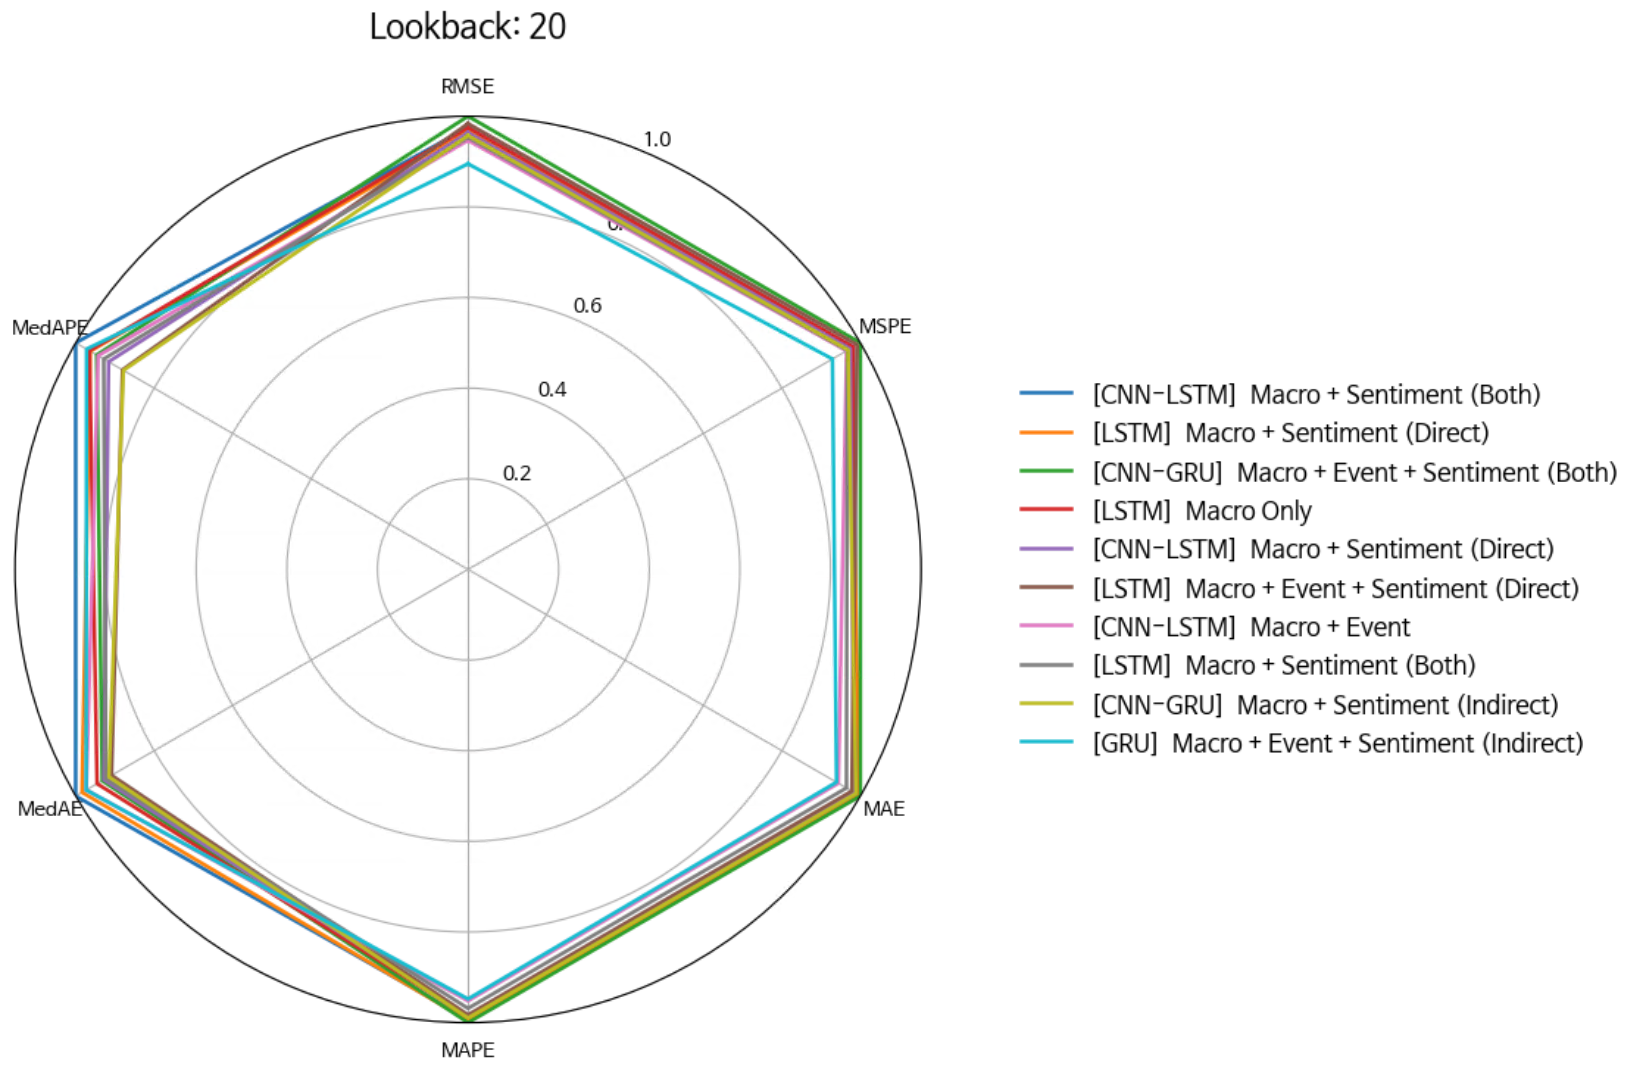 Lookback: 20
RMSE
1.0
0.6
0.4
0.2
MedAPE
MSPE
MedAE
MAE
MAPE
[CNN-LSTM] Macro + Sentiment (Both)
[LSTM] Macro + Sentiment (Direct)
[CNN-GRU] Macro + Event + Sentiment (Both)
[LSTM] Macro Only
[CNN-LSTM] Macro + Sentiment (Direct)
[LSTM] Macro + Event + Sentiment (Direct)
[CNN-LSTM] Macro + Event
[LSTM] Macro + Sentiment (Both)
[CNN-GRU] Macro + Sentiment (Indirect)
[GRU] Macro + Event + Sentiment (Indirect)